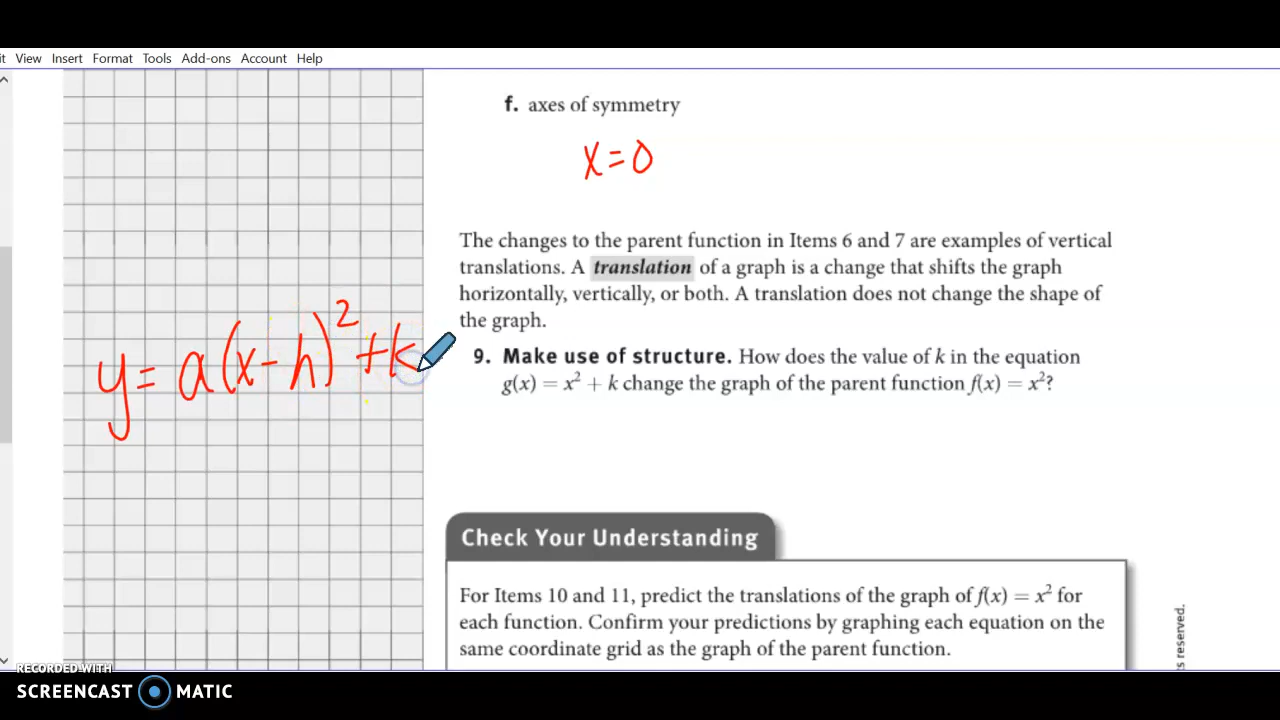 it View Insert Format Tools Add-ons Account Help
f. axes of symmetry
x=0
The changes to the parent function in Items 6 and 7 are examples of vertical
translations. A translation of a graph is a change that shifts the graph
horizontally, vertically, or both. A translation does not change the shape of
the graph.
y = a(x-h)² + k
9. Make use of structure. How does the value of k in the equation
g(x) = x² + k change the graph of the parent function f(x) = x²?
Check Your Understanding
For Items 10 and 11, predict the translations of the graph of f(x) = x² for
each function. Confirm your predictions by graphing each equation on the
same coordinate grid as the graph of the parent function.
ts reserved.
RECORDED WITH
SCREENCAST MATIC